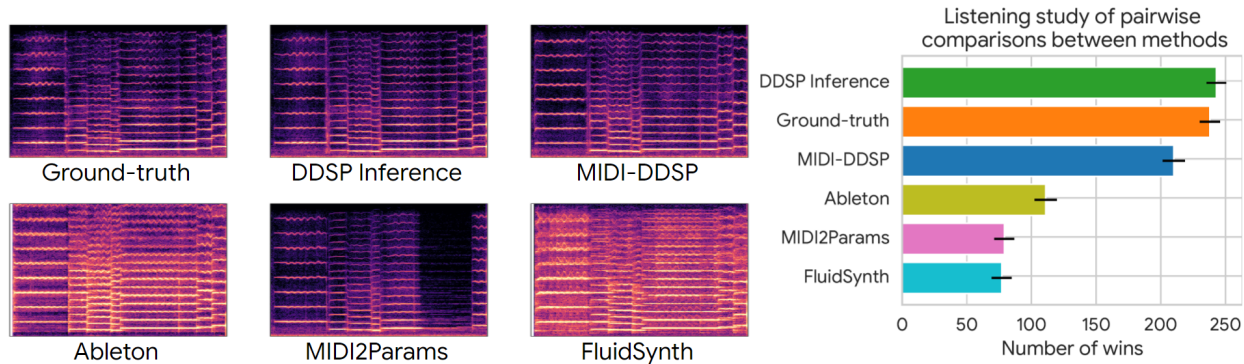 Ground-truth
DDSP Inference
MIDI-DDSP
Ableton
MIDI2Params
FluidSynth
Listening study of pairwise
comparisons between methods
DDSP Inference
Ground-truth
MIDI-DDSP
Ableton
MIDI2Params
FluidSynth
0 50 100 150 200 250
Number of wins